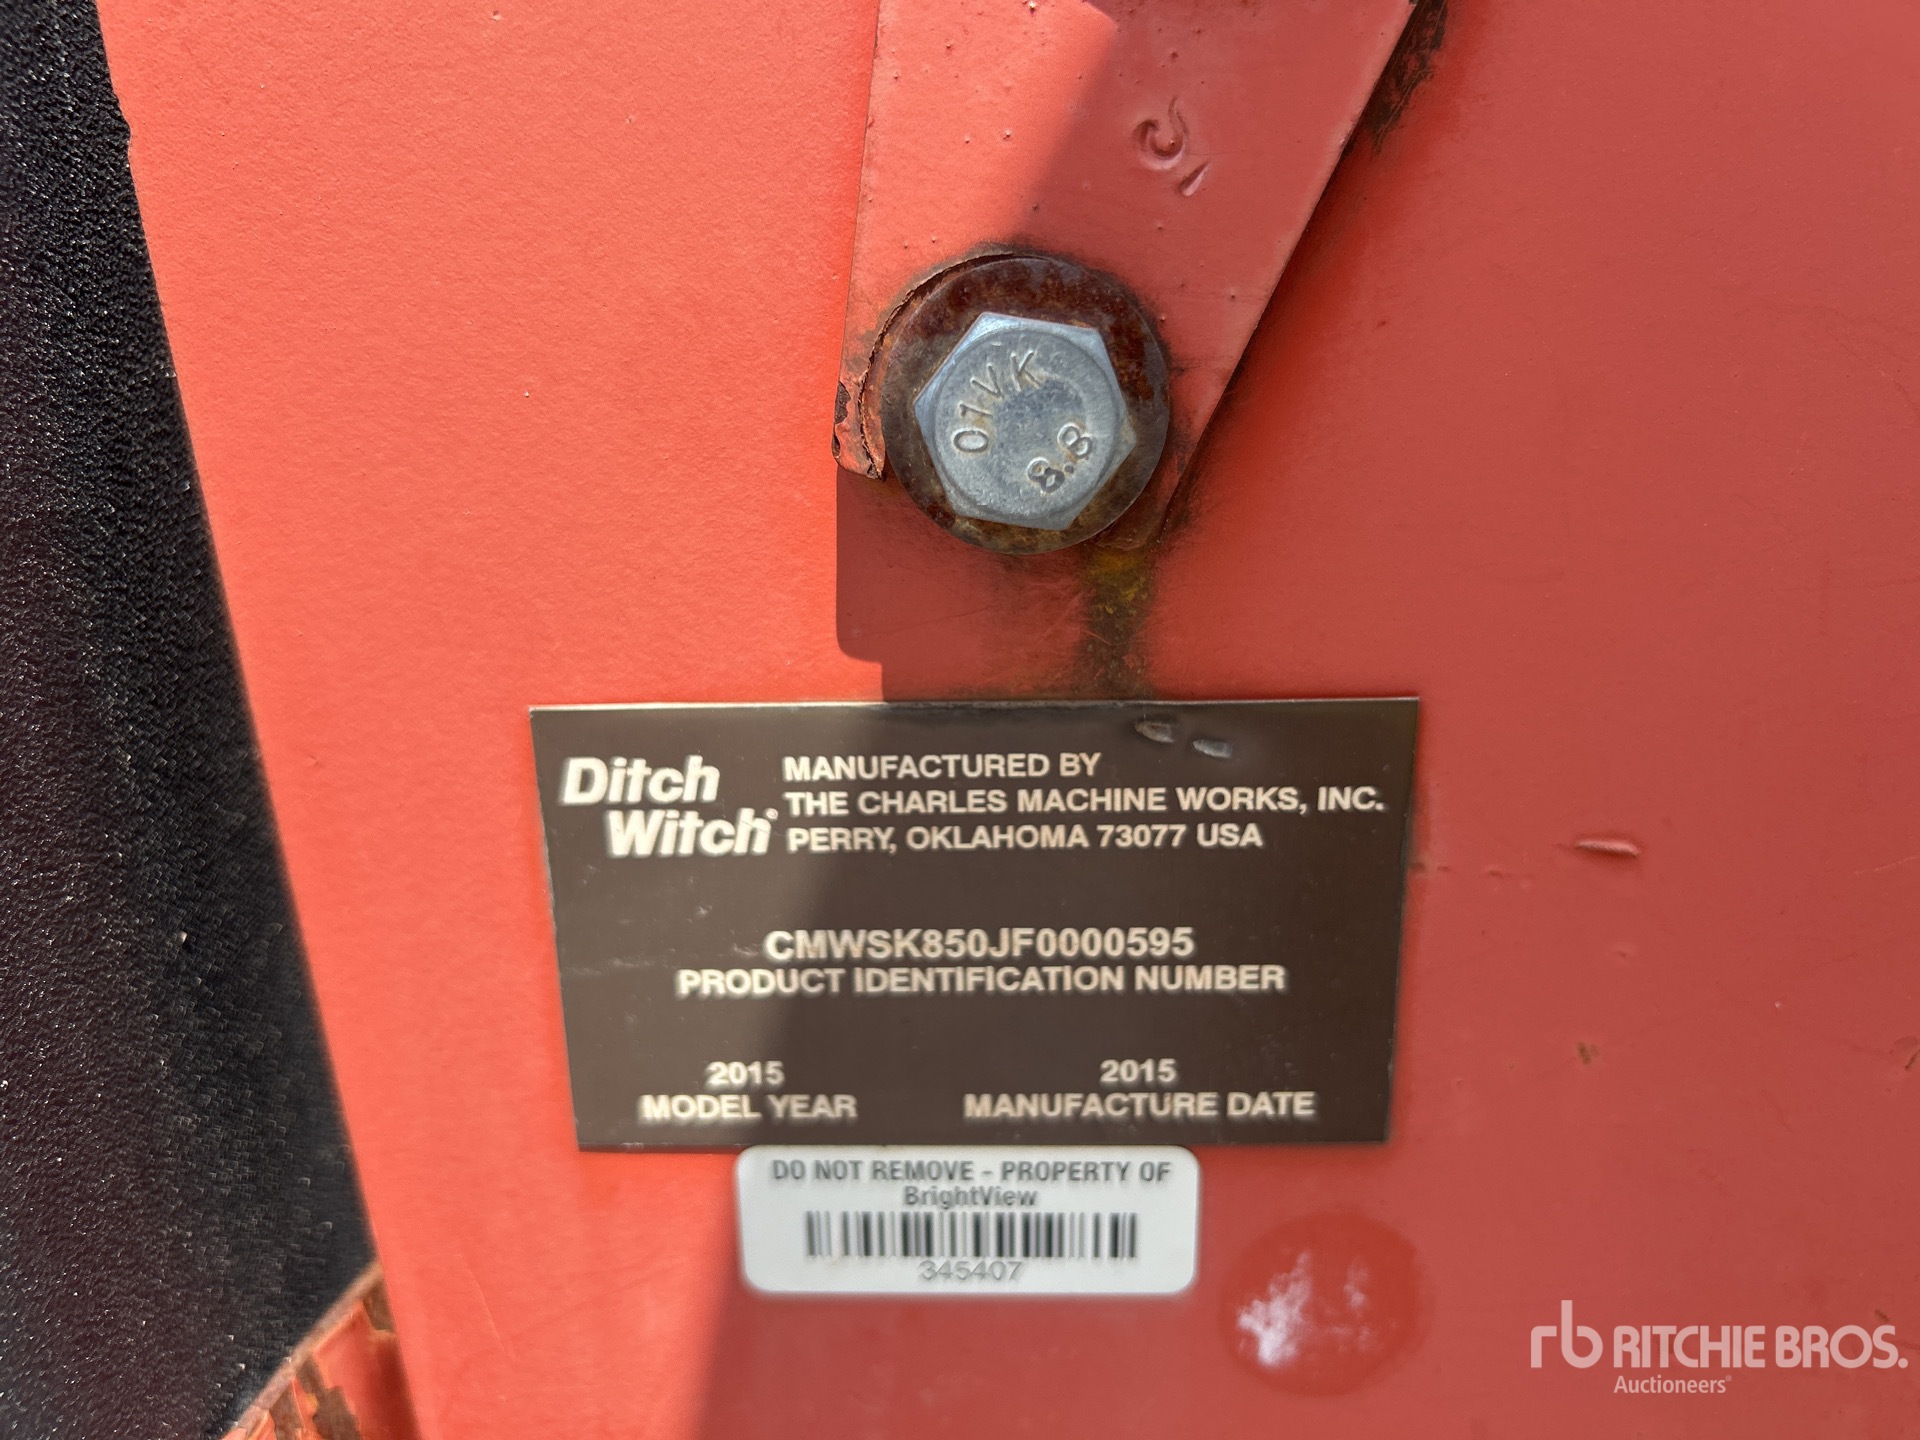 01VK
8.8
Ditch Witch®
MANUFACTURED BY
THE CHARLES MACHINE WORKS, INC.
PERRY, OKLAHOMA 73077 USA
CMWSK850JF0000595
PRODUCT IDENTIFICATION NUMBER
2015
MODEL YEAR
2015
MANUFACTURE DATE
DO NOT REMOVE - PROPERTY OF
BrightView
345407
rb RITCHIE BROS.
Auctioneers®